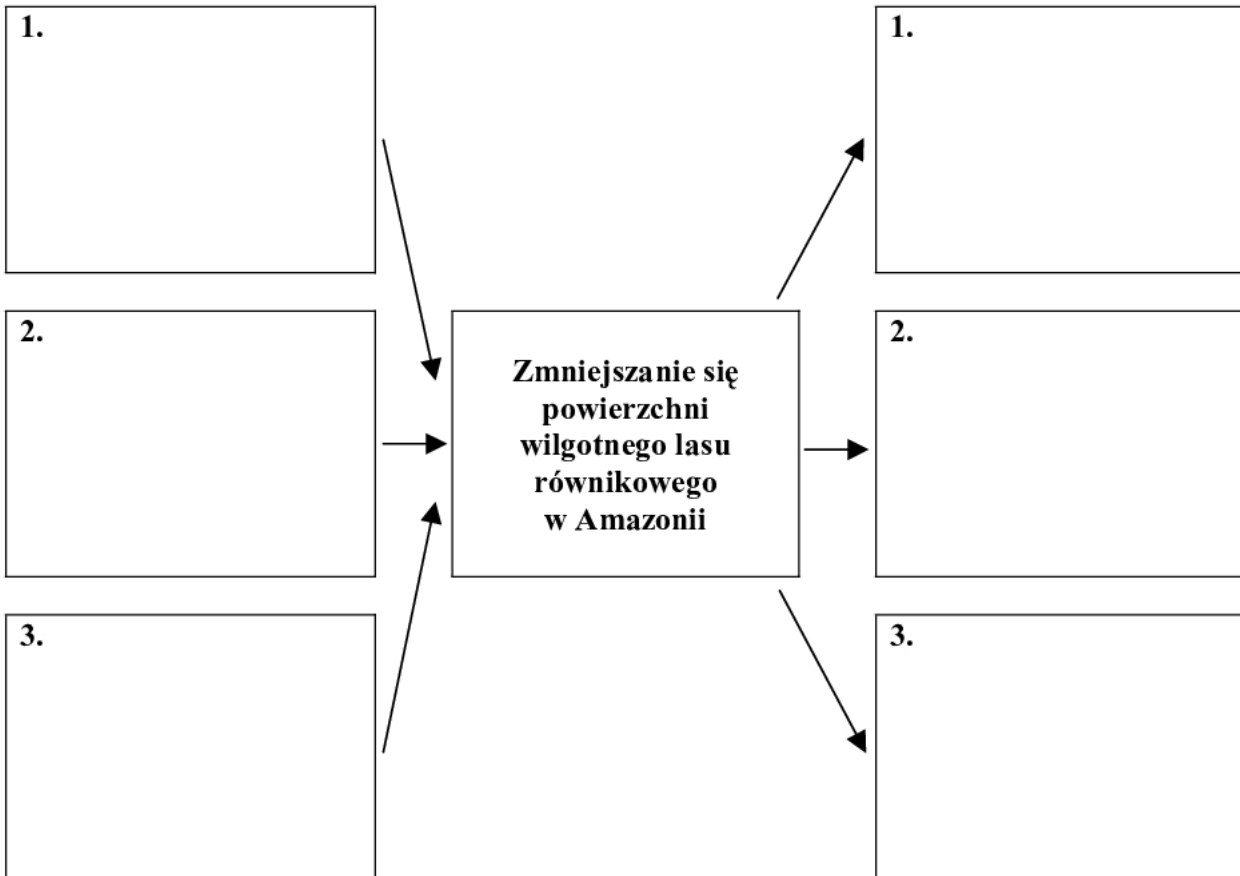 1.
1.
2.
Zmniejszanie się
powierzchni
wilgotnego lasu
równikowego
w Amazonii
2.
3.
3.